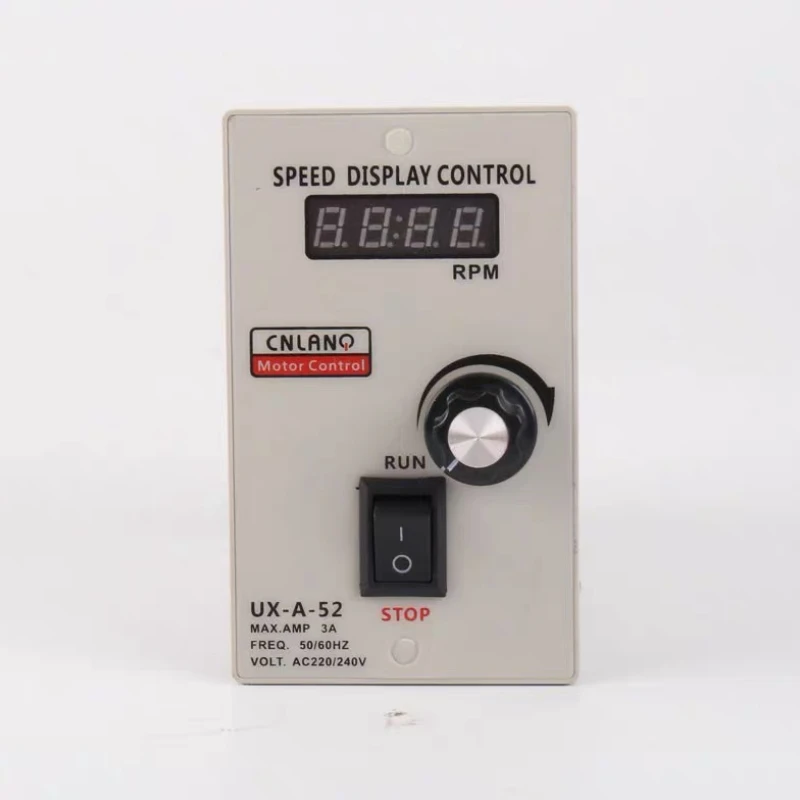 SPEED DISPLAY CONTROL
RPM
CNLANQ
Motor Control
RUN
I
O
STOP
UX-A-52
MAX.AMP 3A
FREQ. 50/60HZ
VOLT. AC220/240V